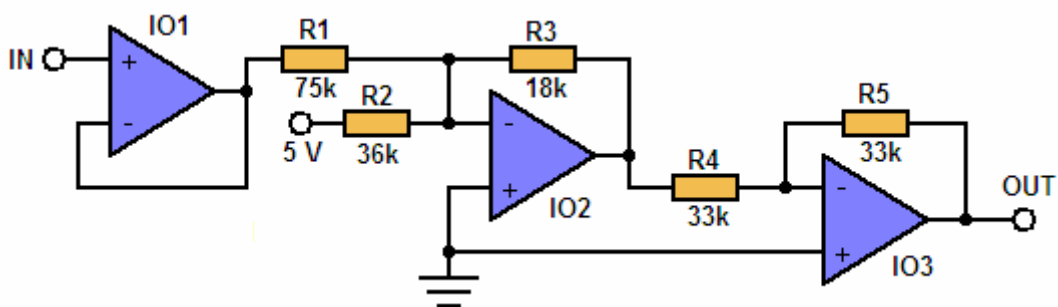 IO1
IN
+
-
R1
75k
R2
36k
5 V
R3
18k
-
+
IO2
R4
33k
R5
33k
-
+
IO3
OUT